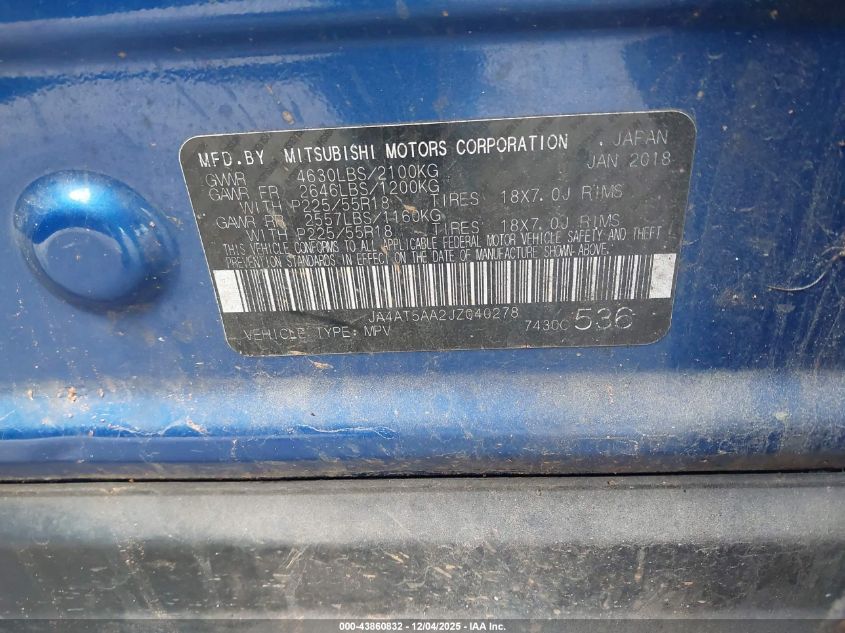 MFD.BY MITSUBISHI MOTORS CORPORATION , JAPAN
GVWR 4630LBS/2100KG JAN 2018
GAWR FR 2646LBS/1200KG
WITH P225/55R18 TIRES 18X7.0J RIMS
GAWR RR 2557LBS/1160KG
WITH P225/55R18 TIRES 18X7.0J RIMS
THIS VEHICLE CONFORMS TO ALL APPLICABLE FEDERAL MOTOR VEHICLE SAFETY AND THEFT
PREVENTION STANDARDS IN EFFECT ON THE DATE OF MANUFACTURE SHOWN ABOVE.
JA4AT5AA2JZ040278
VEHICLE TYPE: MPV 7430C 536
000-43860832 - 12/04/2025 - IAA Inc.